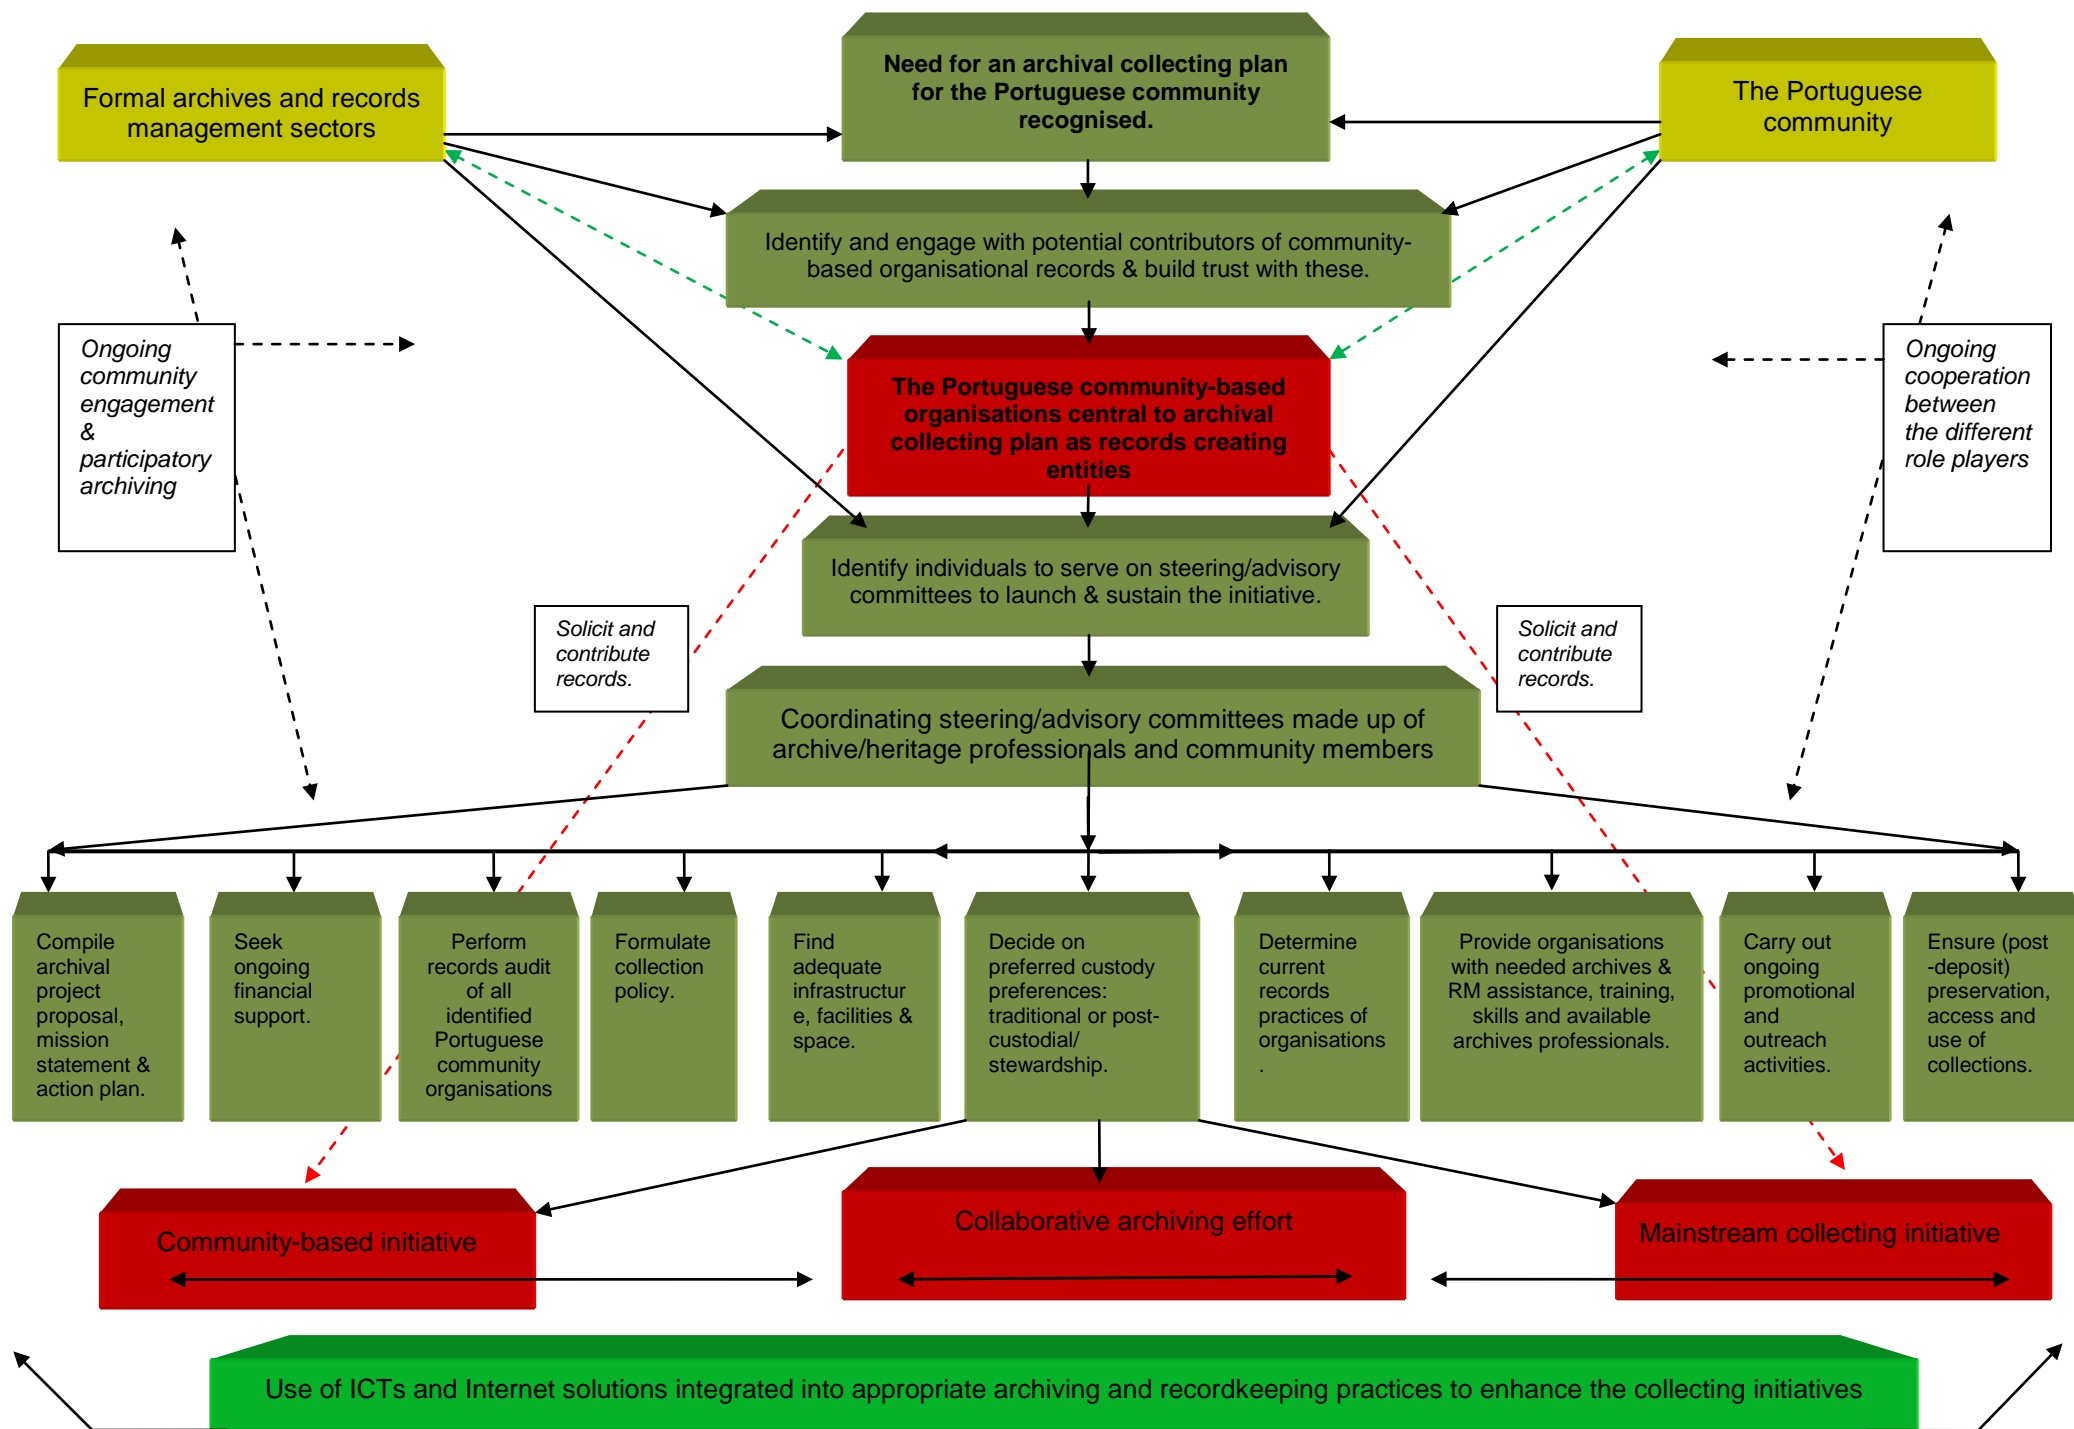 Need for an archival collecting plan
for the Portuguese community
recognised.
Formal archives and records
management sectors
The Portuguese
community
Identify and engage with potential contributors of community-
based organisational records & build trust with these.
Ongoing
community
engagement
&
participatory
archiving
The Portuguese community-based
organisations central to archival
collecting plan as records creating
entities
Ongoing
cooperation
between
the different
role players
Identify individuals to serve on steering/advisory
committees to launch & sustain the initiative.
Solicit and
contribute
records.
Solicit and
contribute
records.
Coordinating steering/advisory committees made up of
archive/heritage professionals and community members
Compile
archival
project
proposal,
mission
statement &
action plan.
Seek
ongoing
financial
support.
Perform
records audit
of all
identified
Portuguese
community
organisations
Formulate
collection
policy.
Find
adequate
infrastructur
e, facilities &
space.
Decide on
preferred custody
preferences:
traditional or post-
custodial/
stewardship.
Determine
current
records
practices of
organisations
.
Provide organisations
with needed archives &
RM assistance, training,
skills and available
archives professionals.
Carry out
ongoing
promotional
and
outreach
activities.
Ensure (post
-deposit)
preservation,
access and
use of
collections.
Community-based initiative
Collaborative archiving effort
Mainstream collecting initiative
Use of ICTs and Internet solutions integrated into appropriate archiving and recordkeeping practices to enhance the collecting initiatives